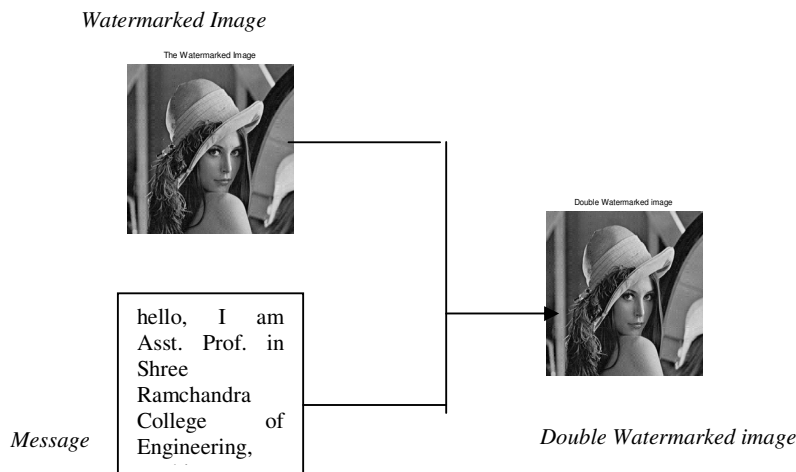 Watermarked Image
The Watermarked Image
Double Watermarked image
hello, I am
Asst. Prof. in
Shree
Ramchandra
College of
Engineering,
Message
Double Watermarked image